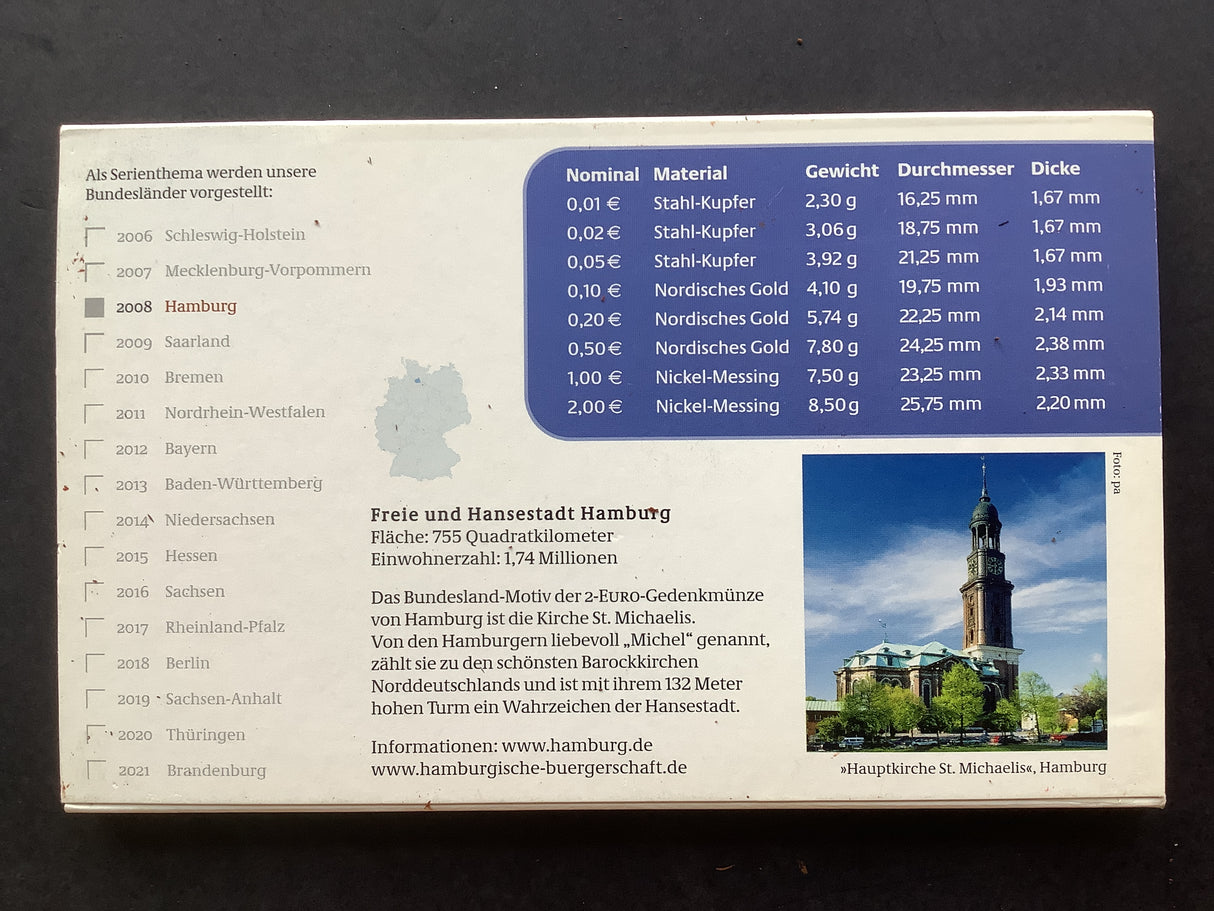 Als Serienthema werden unsere
Bundesländer vorgestellt:
2006 Schleswig-Holstein
2007 Mecklenburg-Vorpommern
2008 Hamburg
2009 Saarland
2010 Bremen
2011 Nordrhein-Westfalen
2012 Bayern
2013 Baden-Württemberg
2014 Niedersachsen
2015 Hessen
2016 Sachsen
2017 Rheinland-Pfalz
2018 Berlin
2019 Sachsen-Anhalt
2020 Thüringen
2021 Brandenburg
Nominal Material Gewicht Durchmesser Dicke
0,01 € Stahl-Kupfer 2,30 g 16,25 mm 1,67 mm
0,02 € Stahl-Kupfer 3,06 g 18,75 mm 1,67 mm
0,05 € Stahl-Kupfer 3,92 g 21,25 mm 1,67 mm
0,10 € Nordisches Gold 4,10 g 19,75 mm 1,93 mm
0,20 € Nordisches Gold 5,74 g 22,25 mm 2,14 mm
0,50 € Nordisches Gold 7,80 g 24,25 mm 2,38 mm
1,00 € Nickel-Messing 7,50 g 23,25 mm 2,33 mm
2,00 € Nickel-Messing 8,50 g 25,75 mm 2,20 mm
Freie und Hansestadt Hamburg
Fläche: 755 Quadratkilometer
Einwohnerzahl: 1,74 Millionen
Das Bundesland-Motiv der 2-EURO-Gedenkmünze
von Hamburg ist die Kirche St. Michaelis.
Von den Hamburgern liebevoll „Michel“ genannt,
zählt sie zu den schönsten Barockkirchen
Norddeutschlands und ist mit ihrem 132 Meter
hohen Turm ein Wahrzeichen der Hansestadt.
Informationen: www.hamburg.de
www.hamburgische-buergerschaft.de
Foto: pa
»Hauptkirche St. Michaelis«, Hamburg